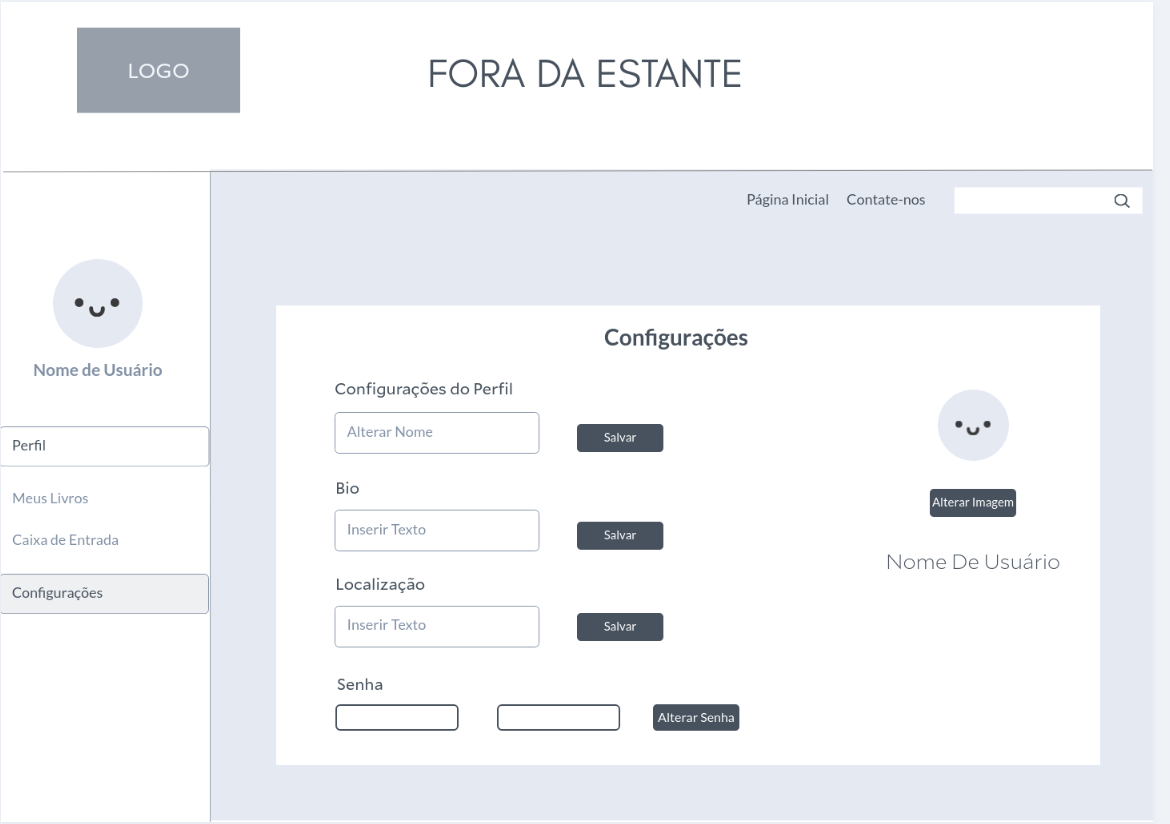 LOGO
FORA DA ESTANTE
Página Inicial
Contate-nos
Nome de Usuário
Perfil
Meus Livros
Caixa de Entrada
Configurações
Configurações
Configurações do Perfil
Alterar Nome
Salvar
Bio
Inserir Texto
Salvar
Localização
Inserir Texto
Salvar
Senha
Alterar Senha
Alterar Imagem
Nome De Usuário